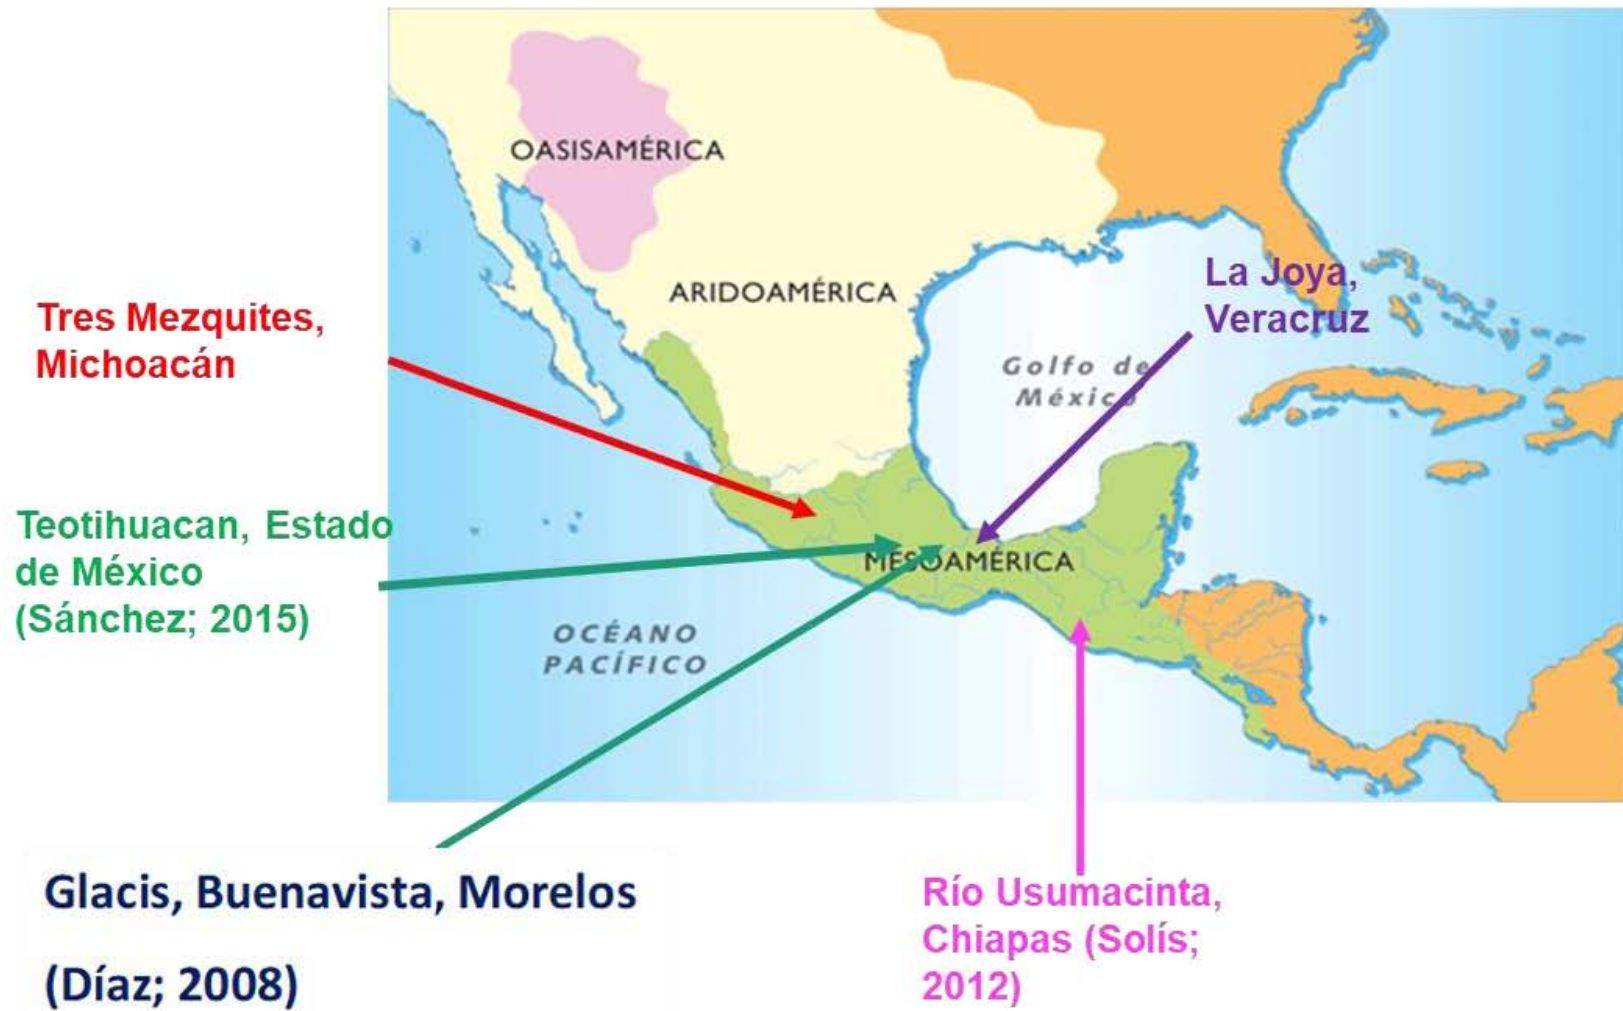 OASISAMÉRICA
ARIDOAMÉRICA
La Joya,
Veracruz
Tres Mezquites,
Michoacán
Golfo de
México
Teotihuacan, Estado
de México
(Sánchez; 2015)
MESOAMÉRICA
OCÉANO
PACÍFICO
Glacis, Buenavista, Morelos
(Díaz; 2008)
Río Usumacinta,
Chiapas (Solís;
2012)